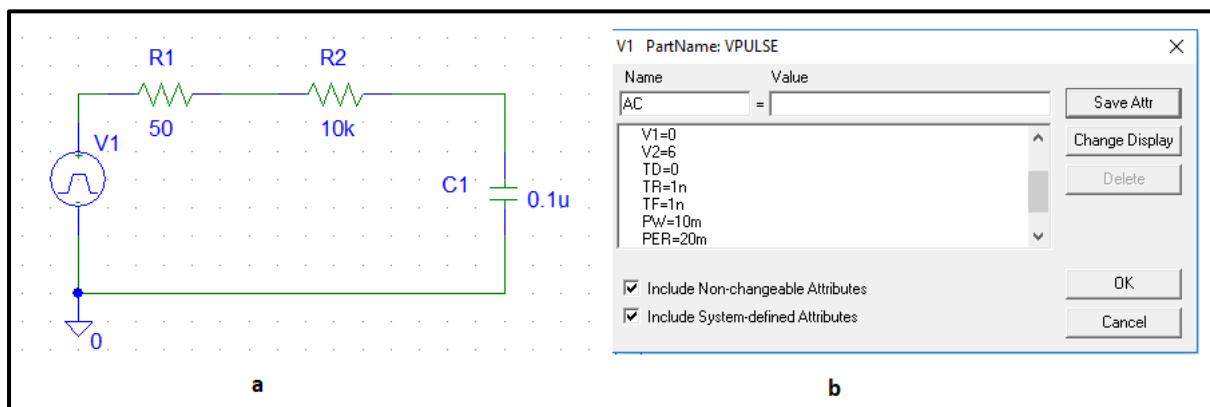 R1
R2
50
10k
V1
C1
0.1u
0
a
V1 PartName: VPULSE
Name
Value
AC
=
Save Attr
V1=0
V2=6
TD=0
TR=1n
TF=1n
PW=10m
PER=20m
Change Display
Delete
Include Non-changeable Attributes
Include System-defined Attributes
OK
Cancel
b